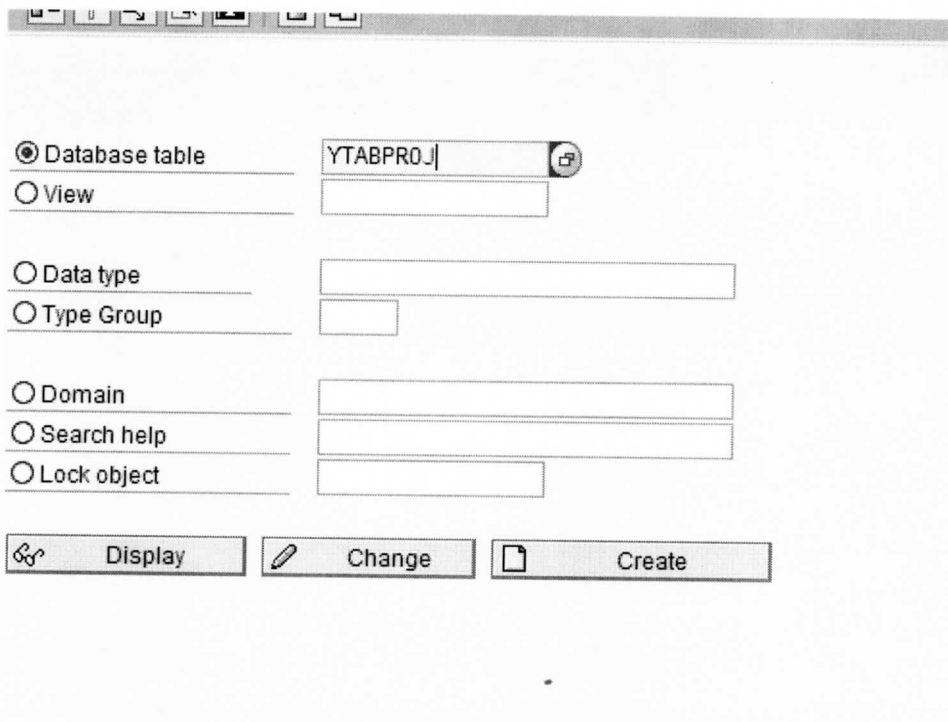 Database table YTABPROJ
View
Data type
Type Group
Domain
Search help
Lock object
Display Change Create